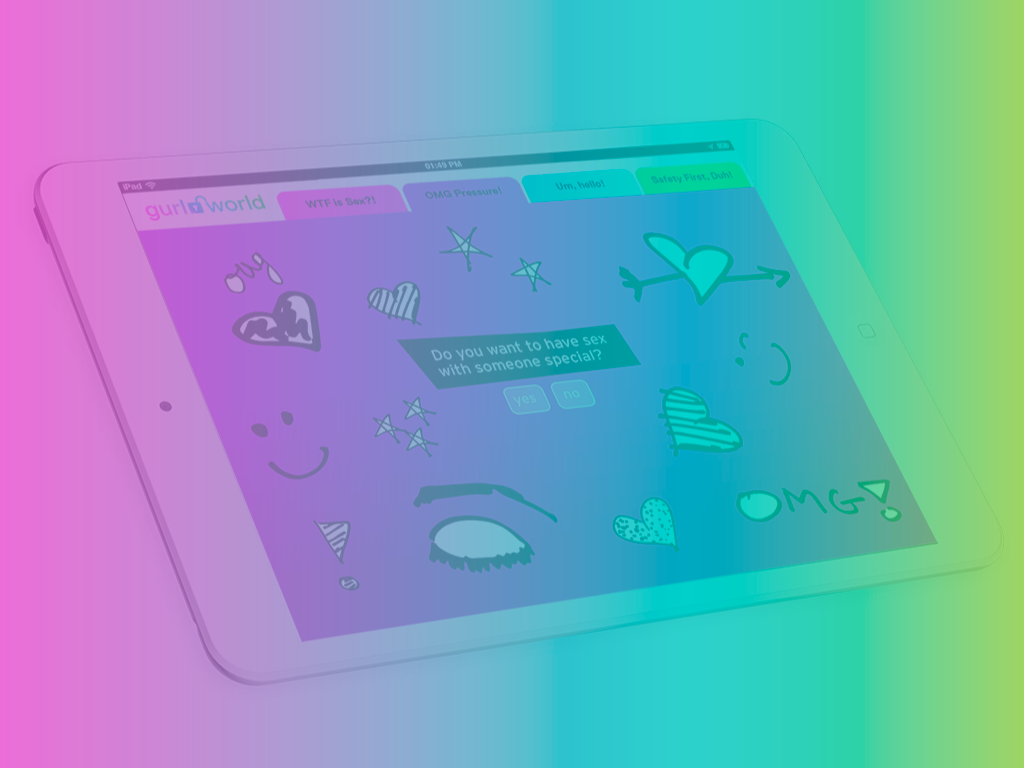 iPad
01:49 PM
gurl world
WTF is Sex?!
OMG Pressure!
Um, hello!
Safety First, Duh!
Do you want to have sex
with someone special?
yes
no
OMG!